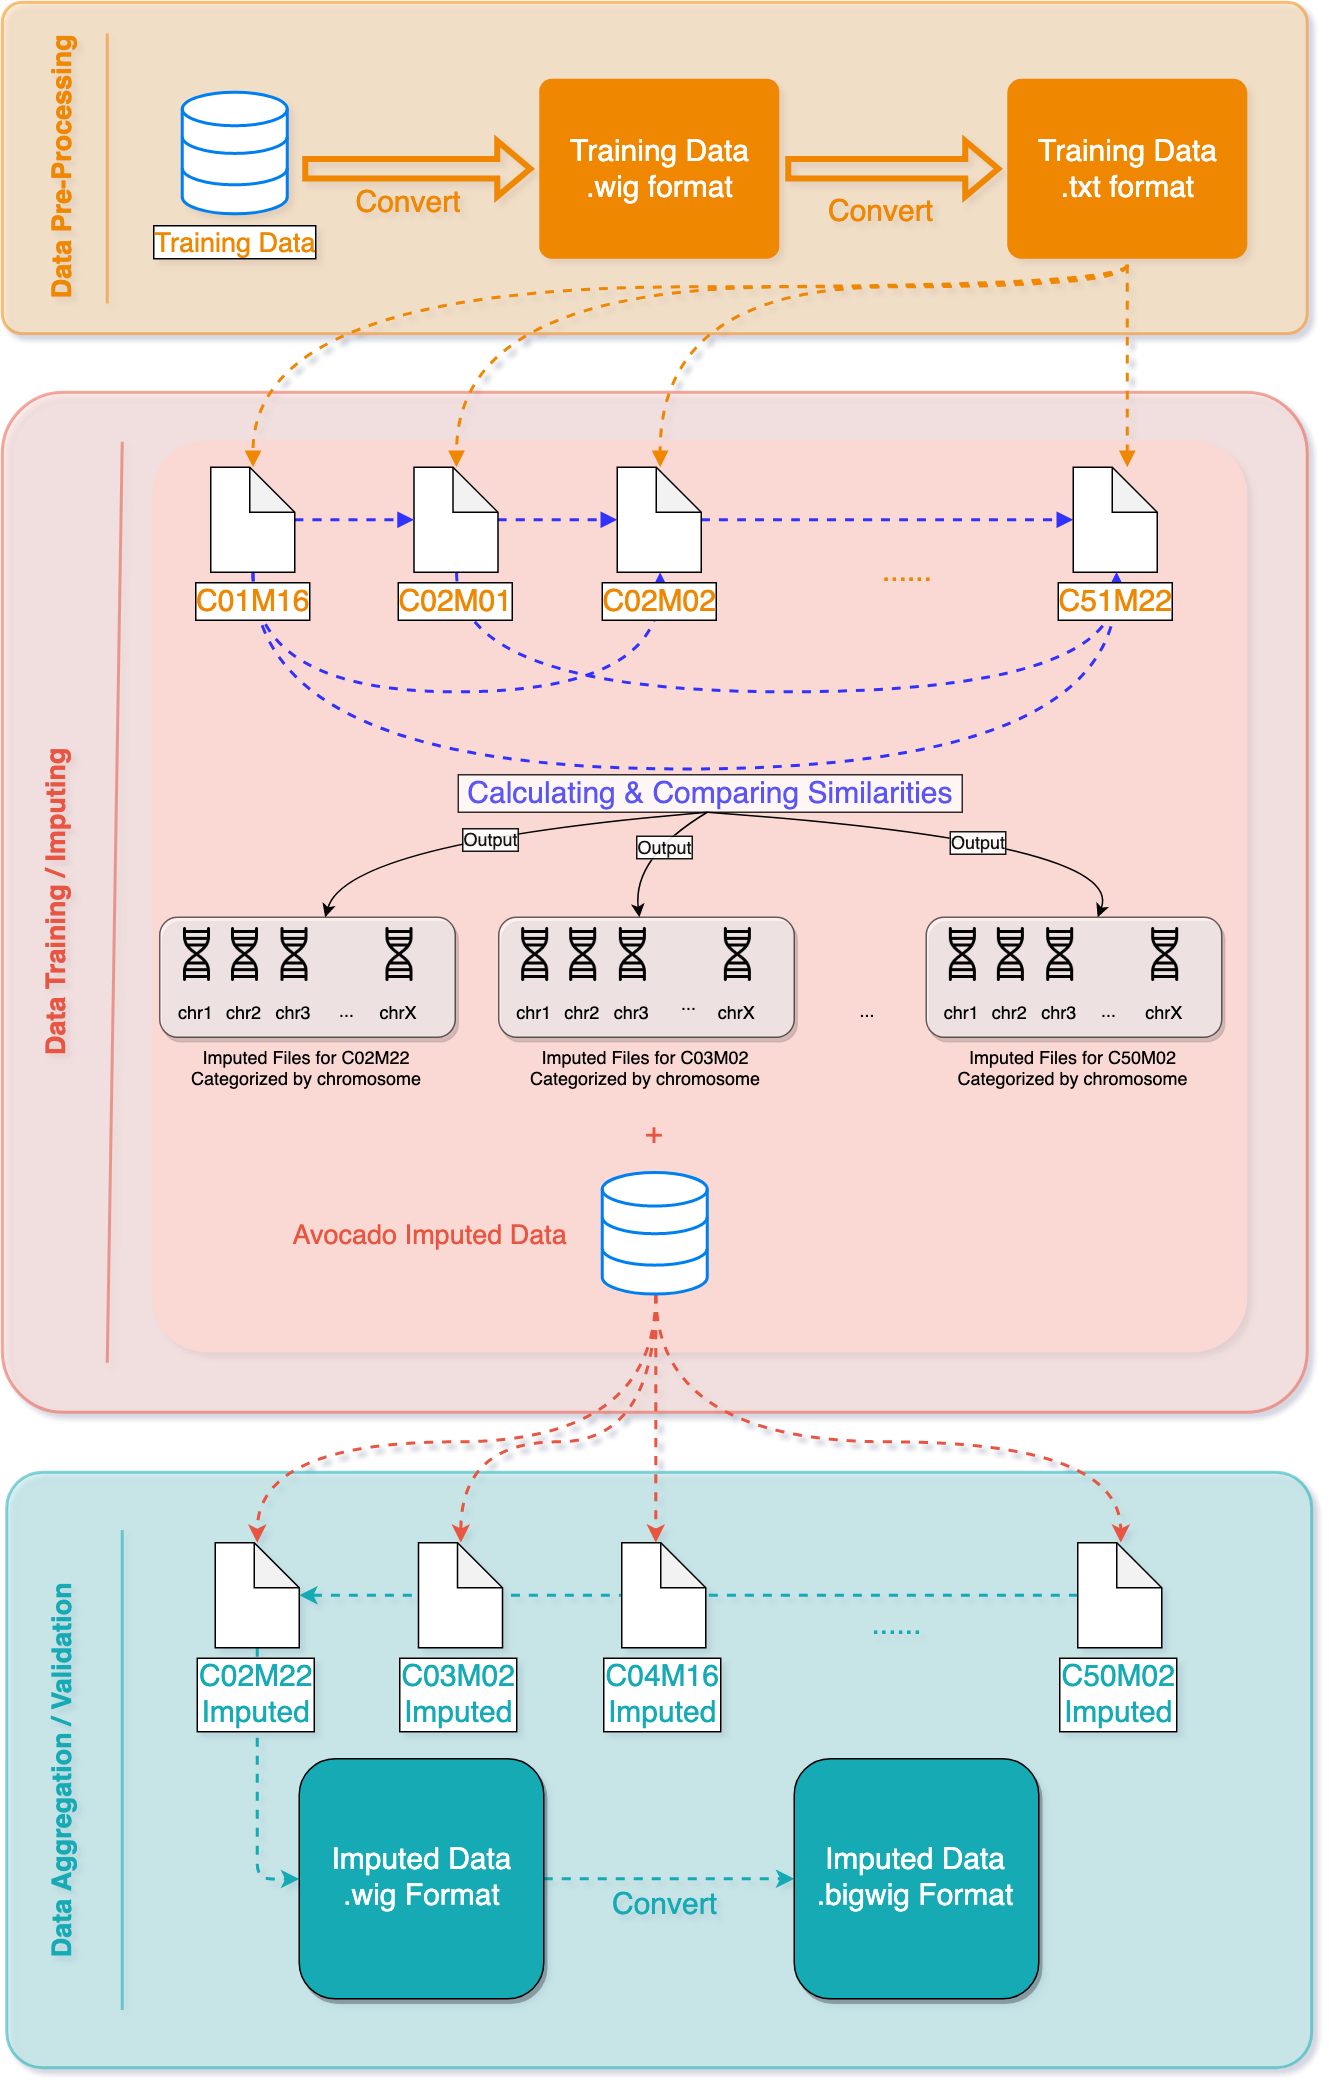 Data Pre-Processing
Training Data
Convert
Training Data
.wig format
Convert
Training Data
.txt format
Data Training / Imputing
C01M16
C02M01
C02M02
......
C51M22
Calculating & Comparing Similarities
Output
Output
Output
chr1 chr2 chr3 ... chrX
Imputed Files for C02M22
Categorized by chromosome
chr1 chr2 chr3 ... chrX
Imputed Files for C03M02
Categorized by chromosome
...
chr1 chr2 chr3 ... chrX
Imputed Files for C50M02
Categorized by chromosome
+
Avocado Imputed Data
Data Aggregation / Validation
C02M22
Imputed
C03M02
Imputed
C04M16
Imputed
......
C50M02
Imputed
Imputed Data
.wig Format
Convert
Imputed Data
.bigwig Format